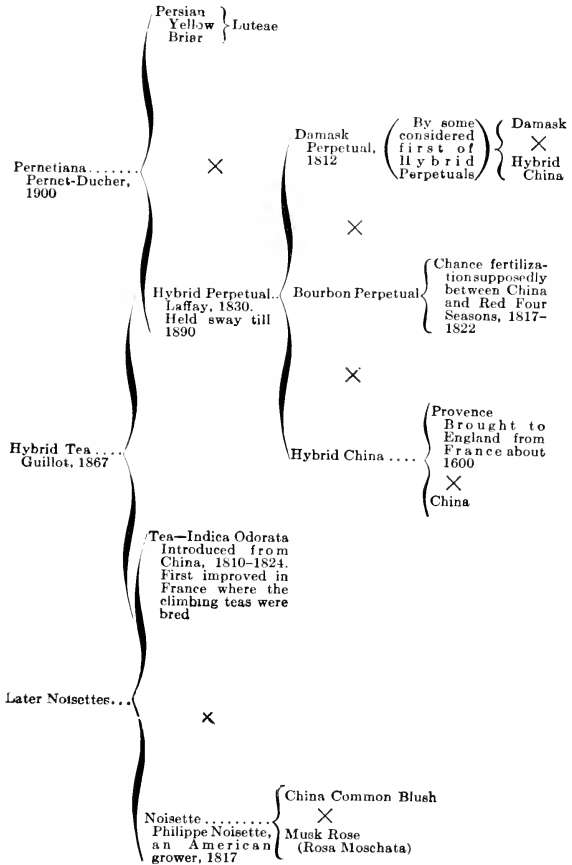 Persian
Yellow
Briar
Luteae
Damask
Perpetual,
1812
By some
considered
first of
Hybrid
Perpetuals
Damask
×
Hybrid
China
Pernetiana.......
Pernet-Ducher,
1900
×
×
Hybrid Perpetual..
Laffay, 1830.
Held sway till
1890
Bourbon Perpetual
Chance fertiliza-
tion supposedly
between China
and Red Four
Seasons, 1817–
1822
×
Hybrid Tea....
Guillot, 1867
Hybrid China ....
Provence
Brought to
England from
France about
1600
×
China
Tea—Indica Odorata
Introduced from
China, 1810–1824.
First improved in
France where the
climbing teas were
bred
Later Noisettes...
×
Noisette .........
Philippe Noisette,
an American
grower, 1817
China Common Blush
×
Musk Rose
(Rosa Moschata)